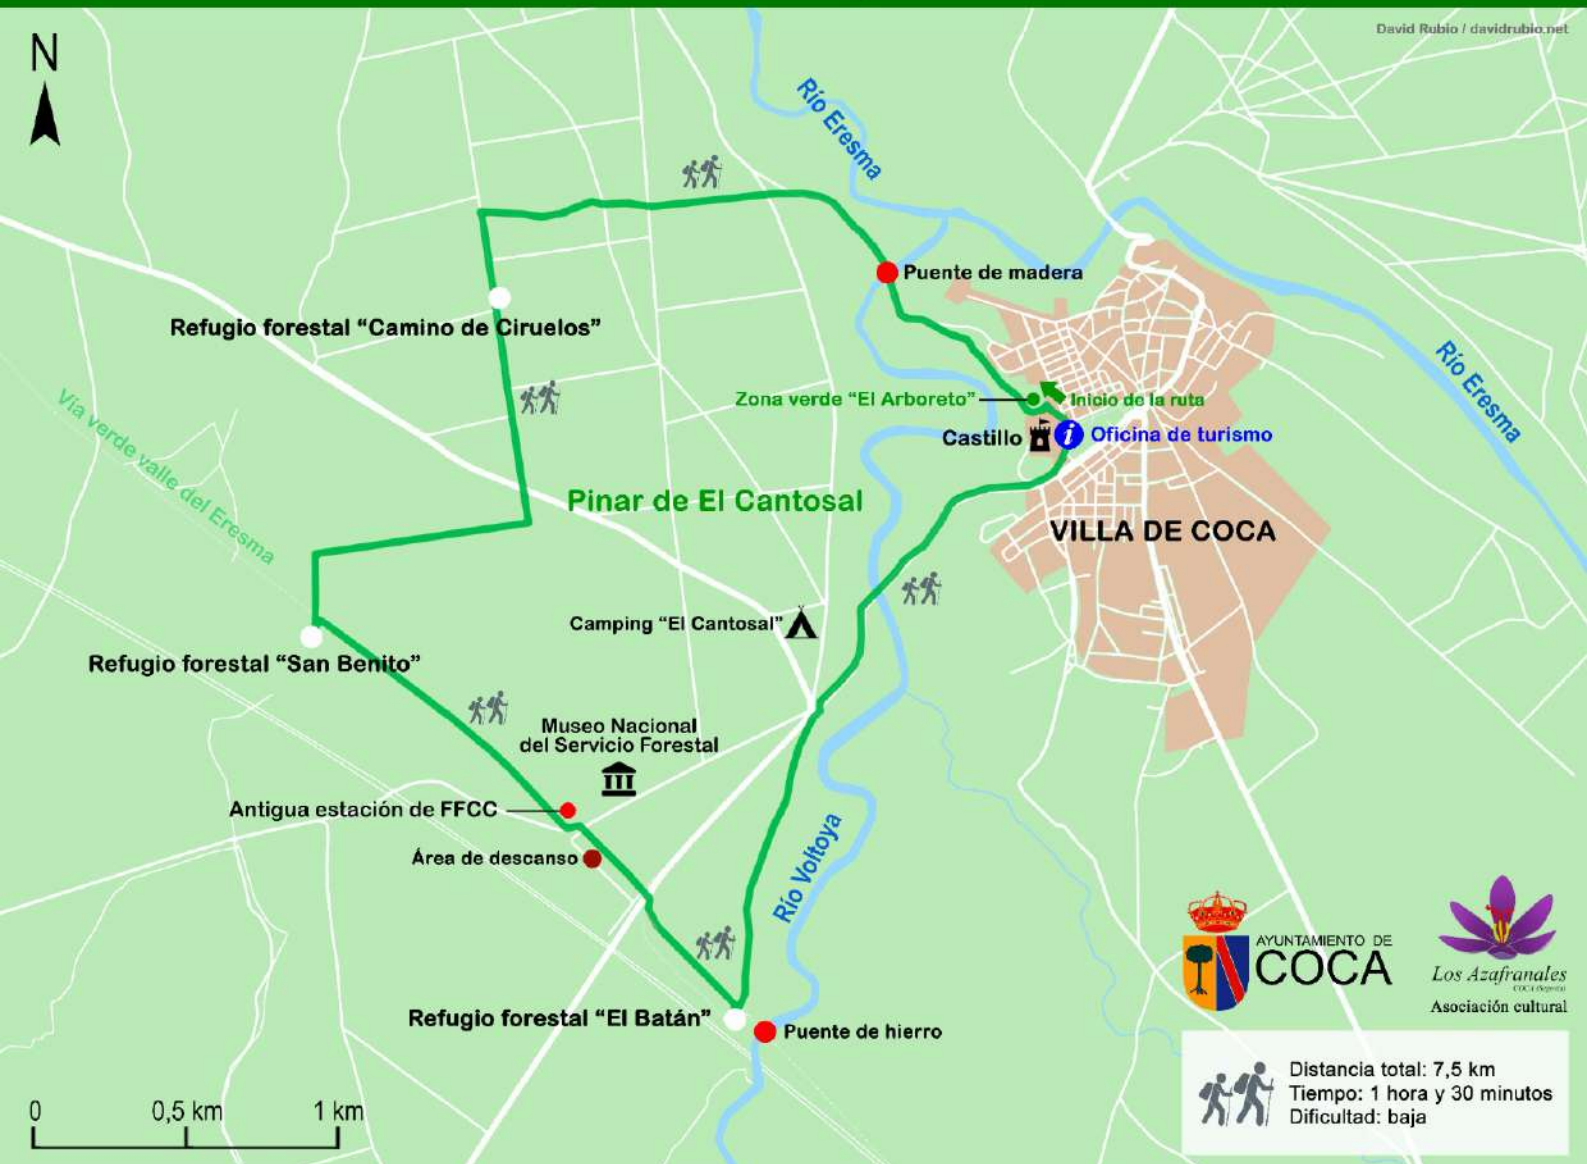 David Rubio / davidrubio.net
N
Río Eresma
Puente de madera
Refugio forestal “Camino de Ciruelos”
Río Eresma
Zona verde “El Arboreto”
Inicio de la ruta
Castillo
i
Oficina de turismo
Vía verde valle del Eresma
Pinar de El Cantosal
VILLA DE COCA
Camping “El Cantosal”
Refugio forestal “San Benito”
Museo Nacional
del Servicio Forestal
Antigua estación de FFCC
Área de descanso
Río Voltoya
AYUNTAMIENTO DE
COCA
Los Azafranales
COCA (Segovia)
Asociación cultural
Refugio forestal “El Batán”
Puente de hierro
Distancia total: 7,5 km
Tiempo: 1 hora y 30 minutos
Dificultad: baja
0 0,5 km 1 km